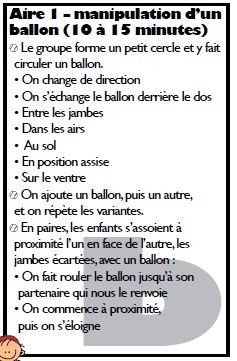 Aire 1 – manipulation d'un
ballon (10 à 15 minutes)
Le groupe forme un petit cercle et y fait
circuler un ballon.
• On change de direction
• On s'échange le ballon derrière le dos
• Entre les jambes
• Dans les airs
• Au sol
• En position assise
• Sur le ventre
On ajoute un ballon, puis un autre,
et on répète les variantes.
En paires, les enfants s'assoient à
proximité l'un en face de l'autre, les
jambes écartées, avec un ballon :
• On fait rouler le ballon jusqu'à son
partenaire qui nous le renvoie
• On commence à proximité,
puis on s'éloigne